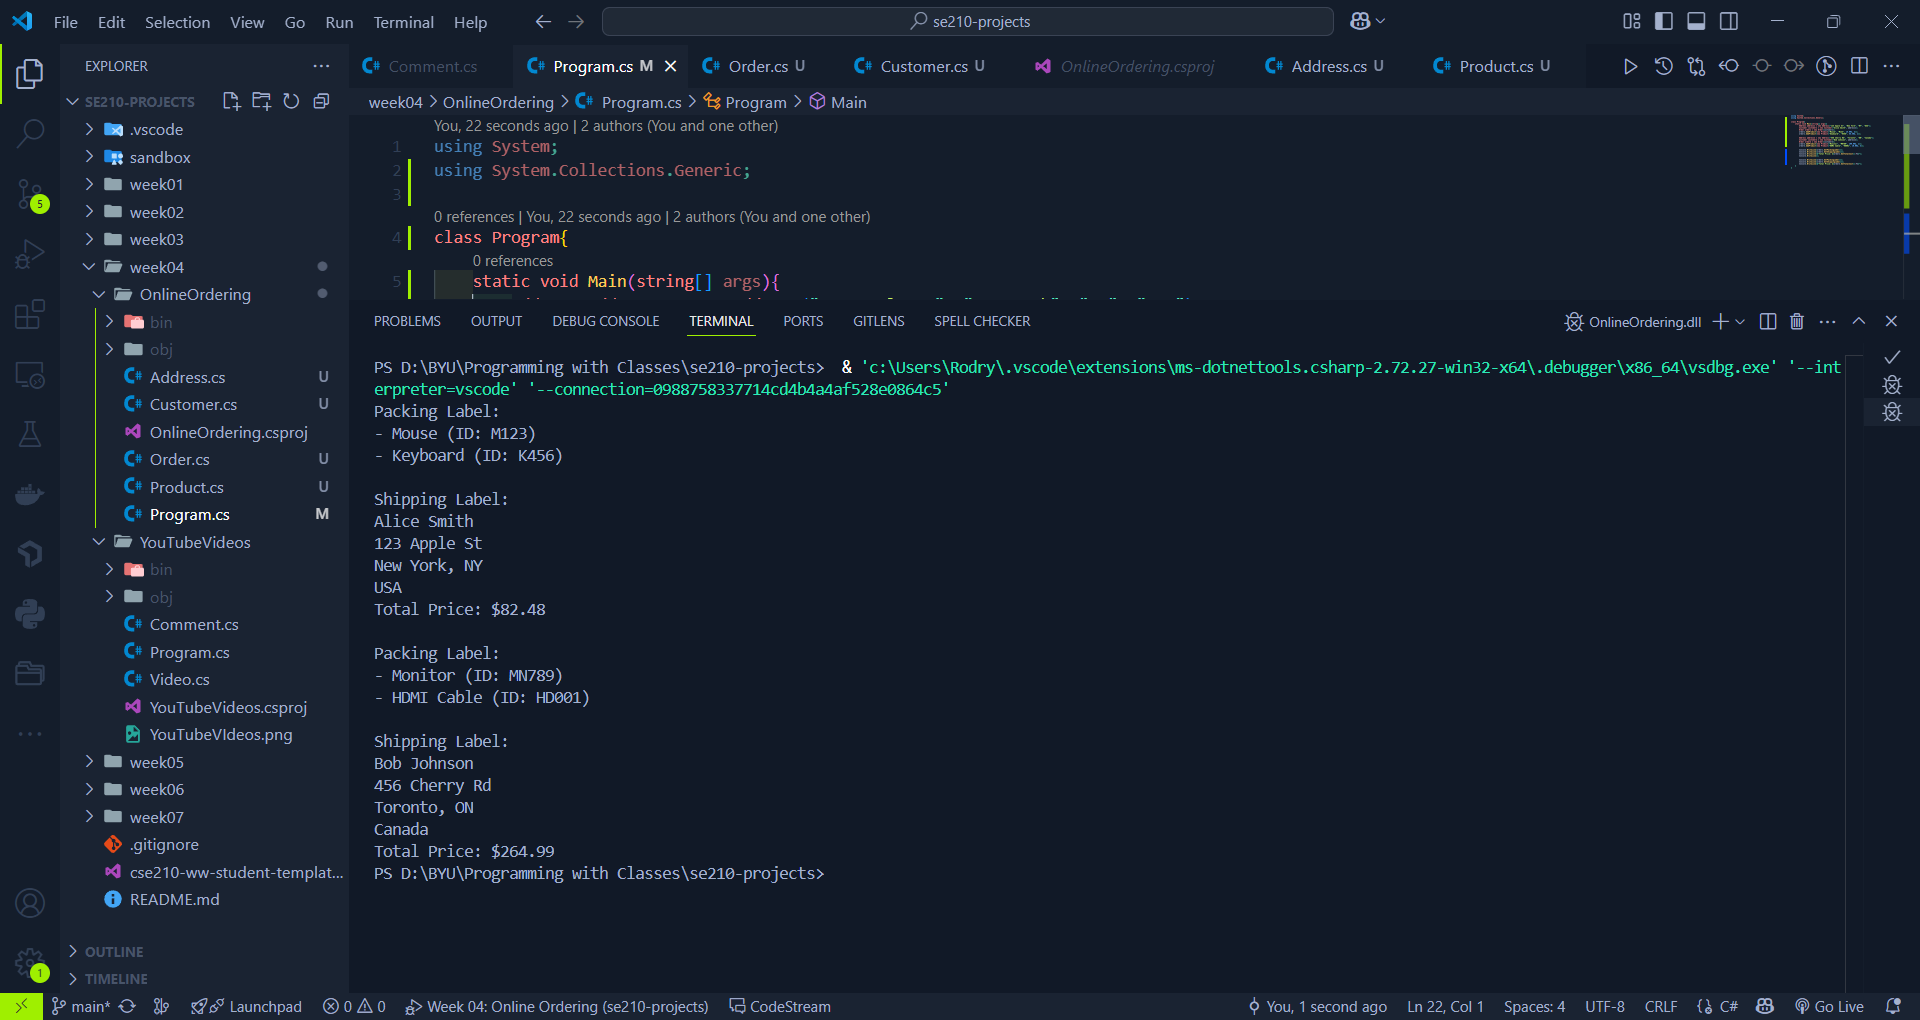 File Edit Selection View Go Run Terminal Help
se210-projects
EXPLORER
SE210-PROJECTS
.vscode
sandbox
week01
week02
week03
week04
OnlineOrdering
bin
obj
Address.cs U
Customer.cs U
OnlineOrdering.csproj
Order.cs U
Product.cs U
Program.cs M
YouTubeVideos
bin
obj
Comment.cs
Program.cs
Video.cs
YouTubeVideos.csproj
YouTubeVIdeos.png
week05
week06
week07
.gitignore
cse210-ww-student-templat...
README.md
OUTLINE
TIMELINE
5
1
Comment.cs Program.cs M Order.cs U Customer.cs U OnlineOrdering.csproj Address.cs U Product.cs U
week04 > OnlineOrdering > Program.cs > Program > Main
You, 22 seconds ago | 2 authors (You and one other)
1 using System;
2 using System.Collections.Generic;
3
0 references | You, 22 seconds ago | 2 authors (You and one other)
4 class Program{
0 references
5 static void Main(string[] args){
PROBLEMS OUTPUT DEBUG CONSOLE TERMINAL PORTS GITLENS SPELL CHECKER
OnlineOrdering.dll
PS D:\BYU\Programming with Classes\se210-projects> & 'c:\Users\Rodry\.vscode\extensions\ms-dotnettools.csharp-2.72.27-win32-x64\.debugger\x86_64\vsdbg.exe' '--int
erpreter=vscode' '--connection=0988758337714cd4b4a4af528e0864c5'
Packing Label:
- Mouse (ID: M123)
- Keyboard (ID: K456)
Shipping Label:
Alice Smith
123 Apple St
New York, NY
USA
Total Price: $82.48
Packing Label:
- Monitor (ID: MN789)
- HDMI Cable (ID: HD001)
Shipping Label:
Bob Johnson
456 Cherry Rd
Toronto, ON
Canada
Total Price: $264.99
PS D:\BYU\Programming with Classes\se210-projects>
main* Launchpad 0 0 Week 04: Online Ordering (se210-projects) CodeStream You, 1 second ago Ln 22, Col 1 Spaces: 4 UTF-8 CRLF C# Go Live